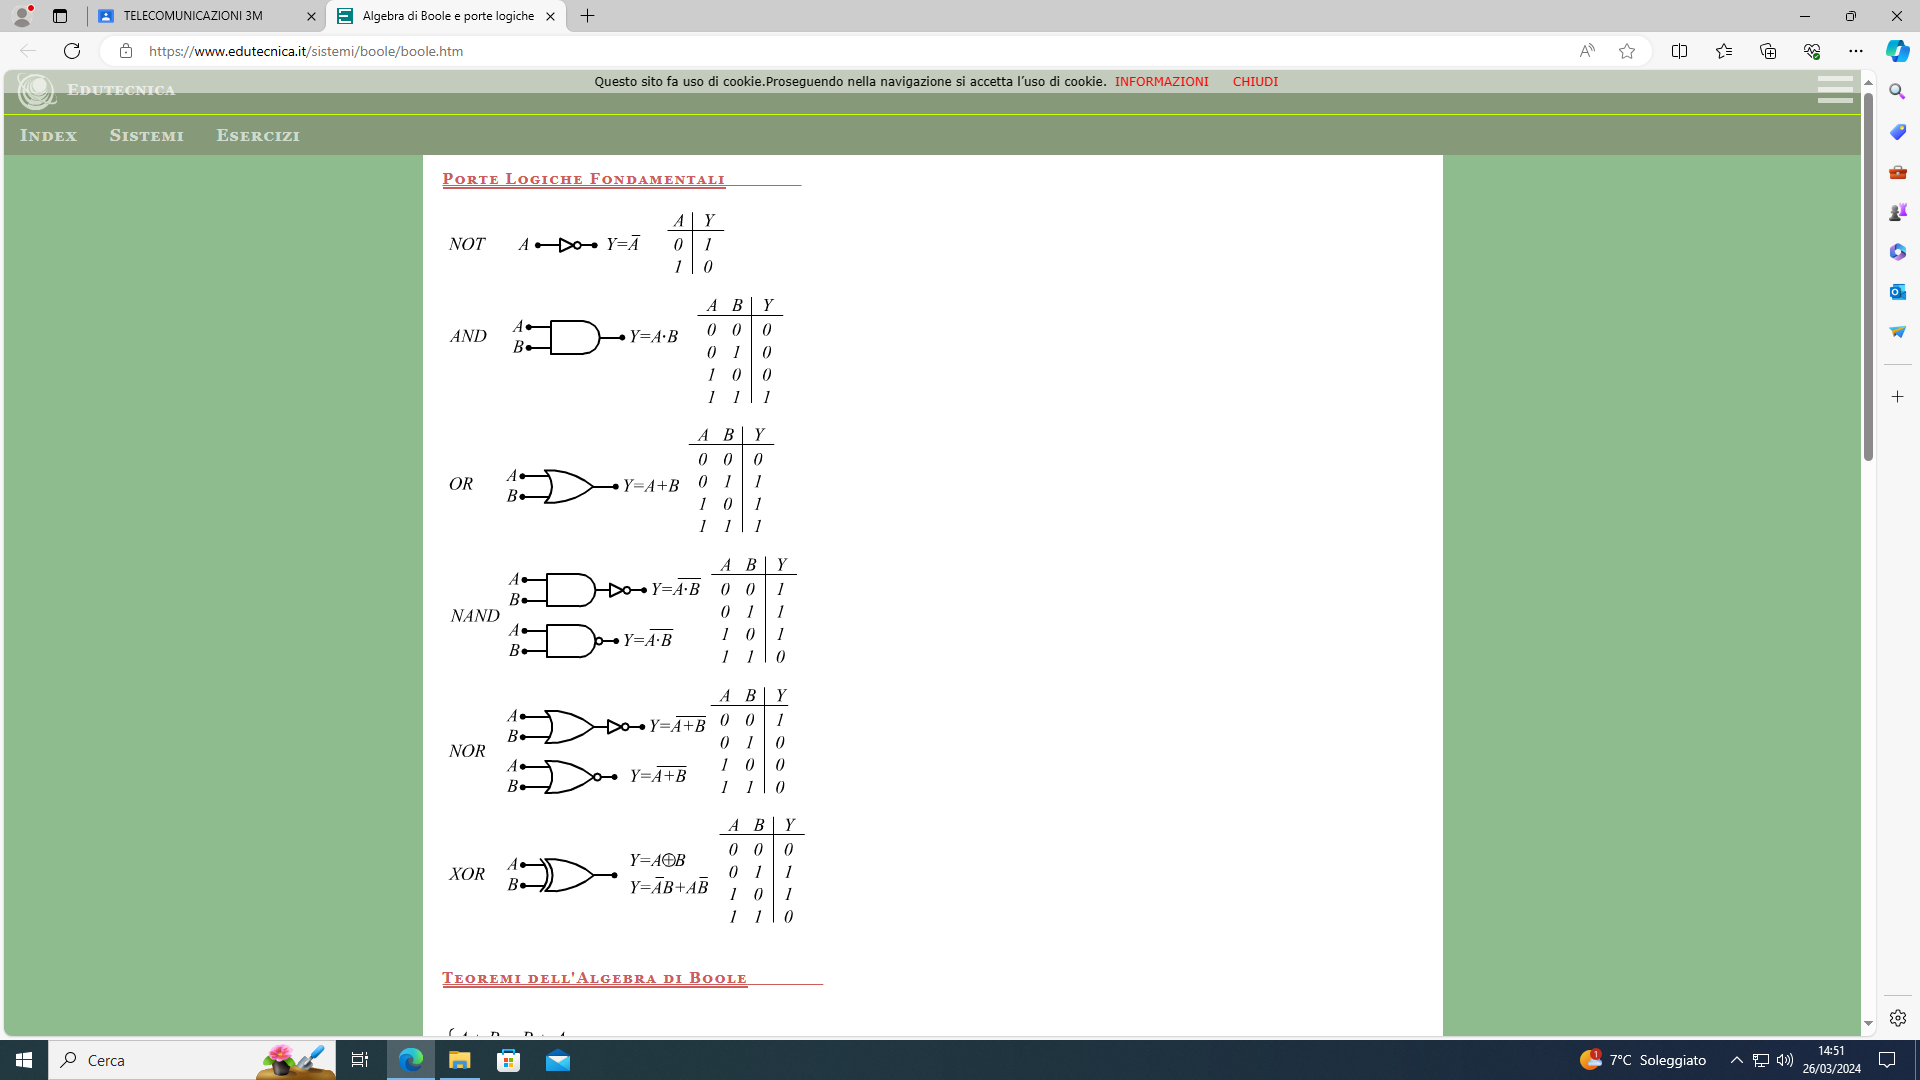 TELECOMUNICAZIONI 3M
Algebra di Boole e porte logiche
https://www.edutecnica.it/sistemi/boole/boole.htm
Questo sito fa uso di cookie.Proseguendo nella navigazione si accetta l'uso di cookie. INFORMAZIONI CHIUDI
Edutecnica
Index Sistemi Esercizi
Porte Logiche Fondamentali
A Y
NOT A Y=A̅ 0 1
1 0
A B Y
0 0 0
AND A B Y=A·B 0 1 0
1 0 0
1 1 1
A B Y
0 0 0
OR A B Y=A+B 0 1 1
1 0 1
1 1 1
A B Y
A B Y=A̅·̅B̅ 0 0 1
0 1 1
NAND A B Y=A̅·̅B̅ 1 0 1
1 1 0
A B Y
A B Y=A̅+̅B̅ 0 0 1
0 1 0
NOR A B Y=A̅+̅B̅ 1 0 0
1 1 0
A B Y
Y=A⊕B 0 0 0
XOR A B Y=A̅B+AB̅ 0 1 1
1 0 1
1 1 0
Teoremi dell'Algebra di Boole
Cerca
1
7°C Soleggiato
14:51
26/03/2024